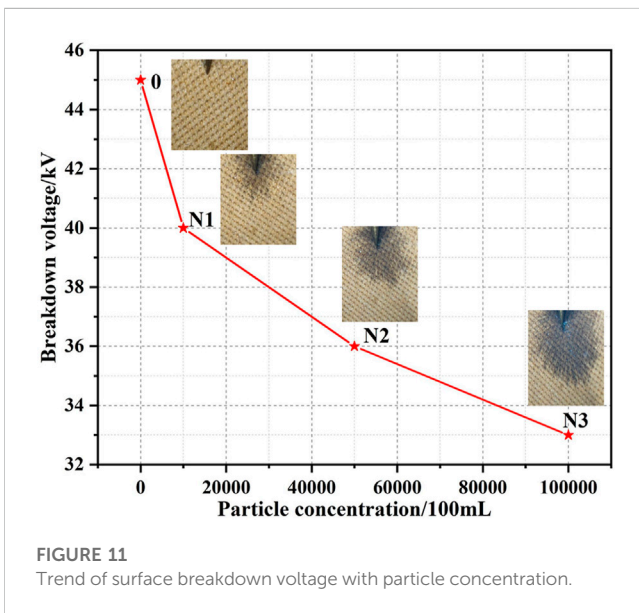 46
44
42
40
38
36
34
32
0
N1
N2
N3
0
20000
40000
60000
80000
100000
Breakdown voltage/kV
Particle concentration/100mL
FIGURE 11
Trend of surface breakdown voltage with particle concentration.